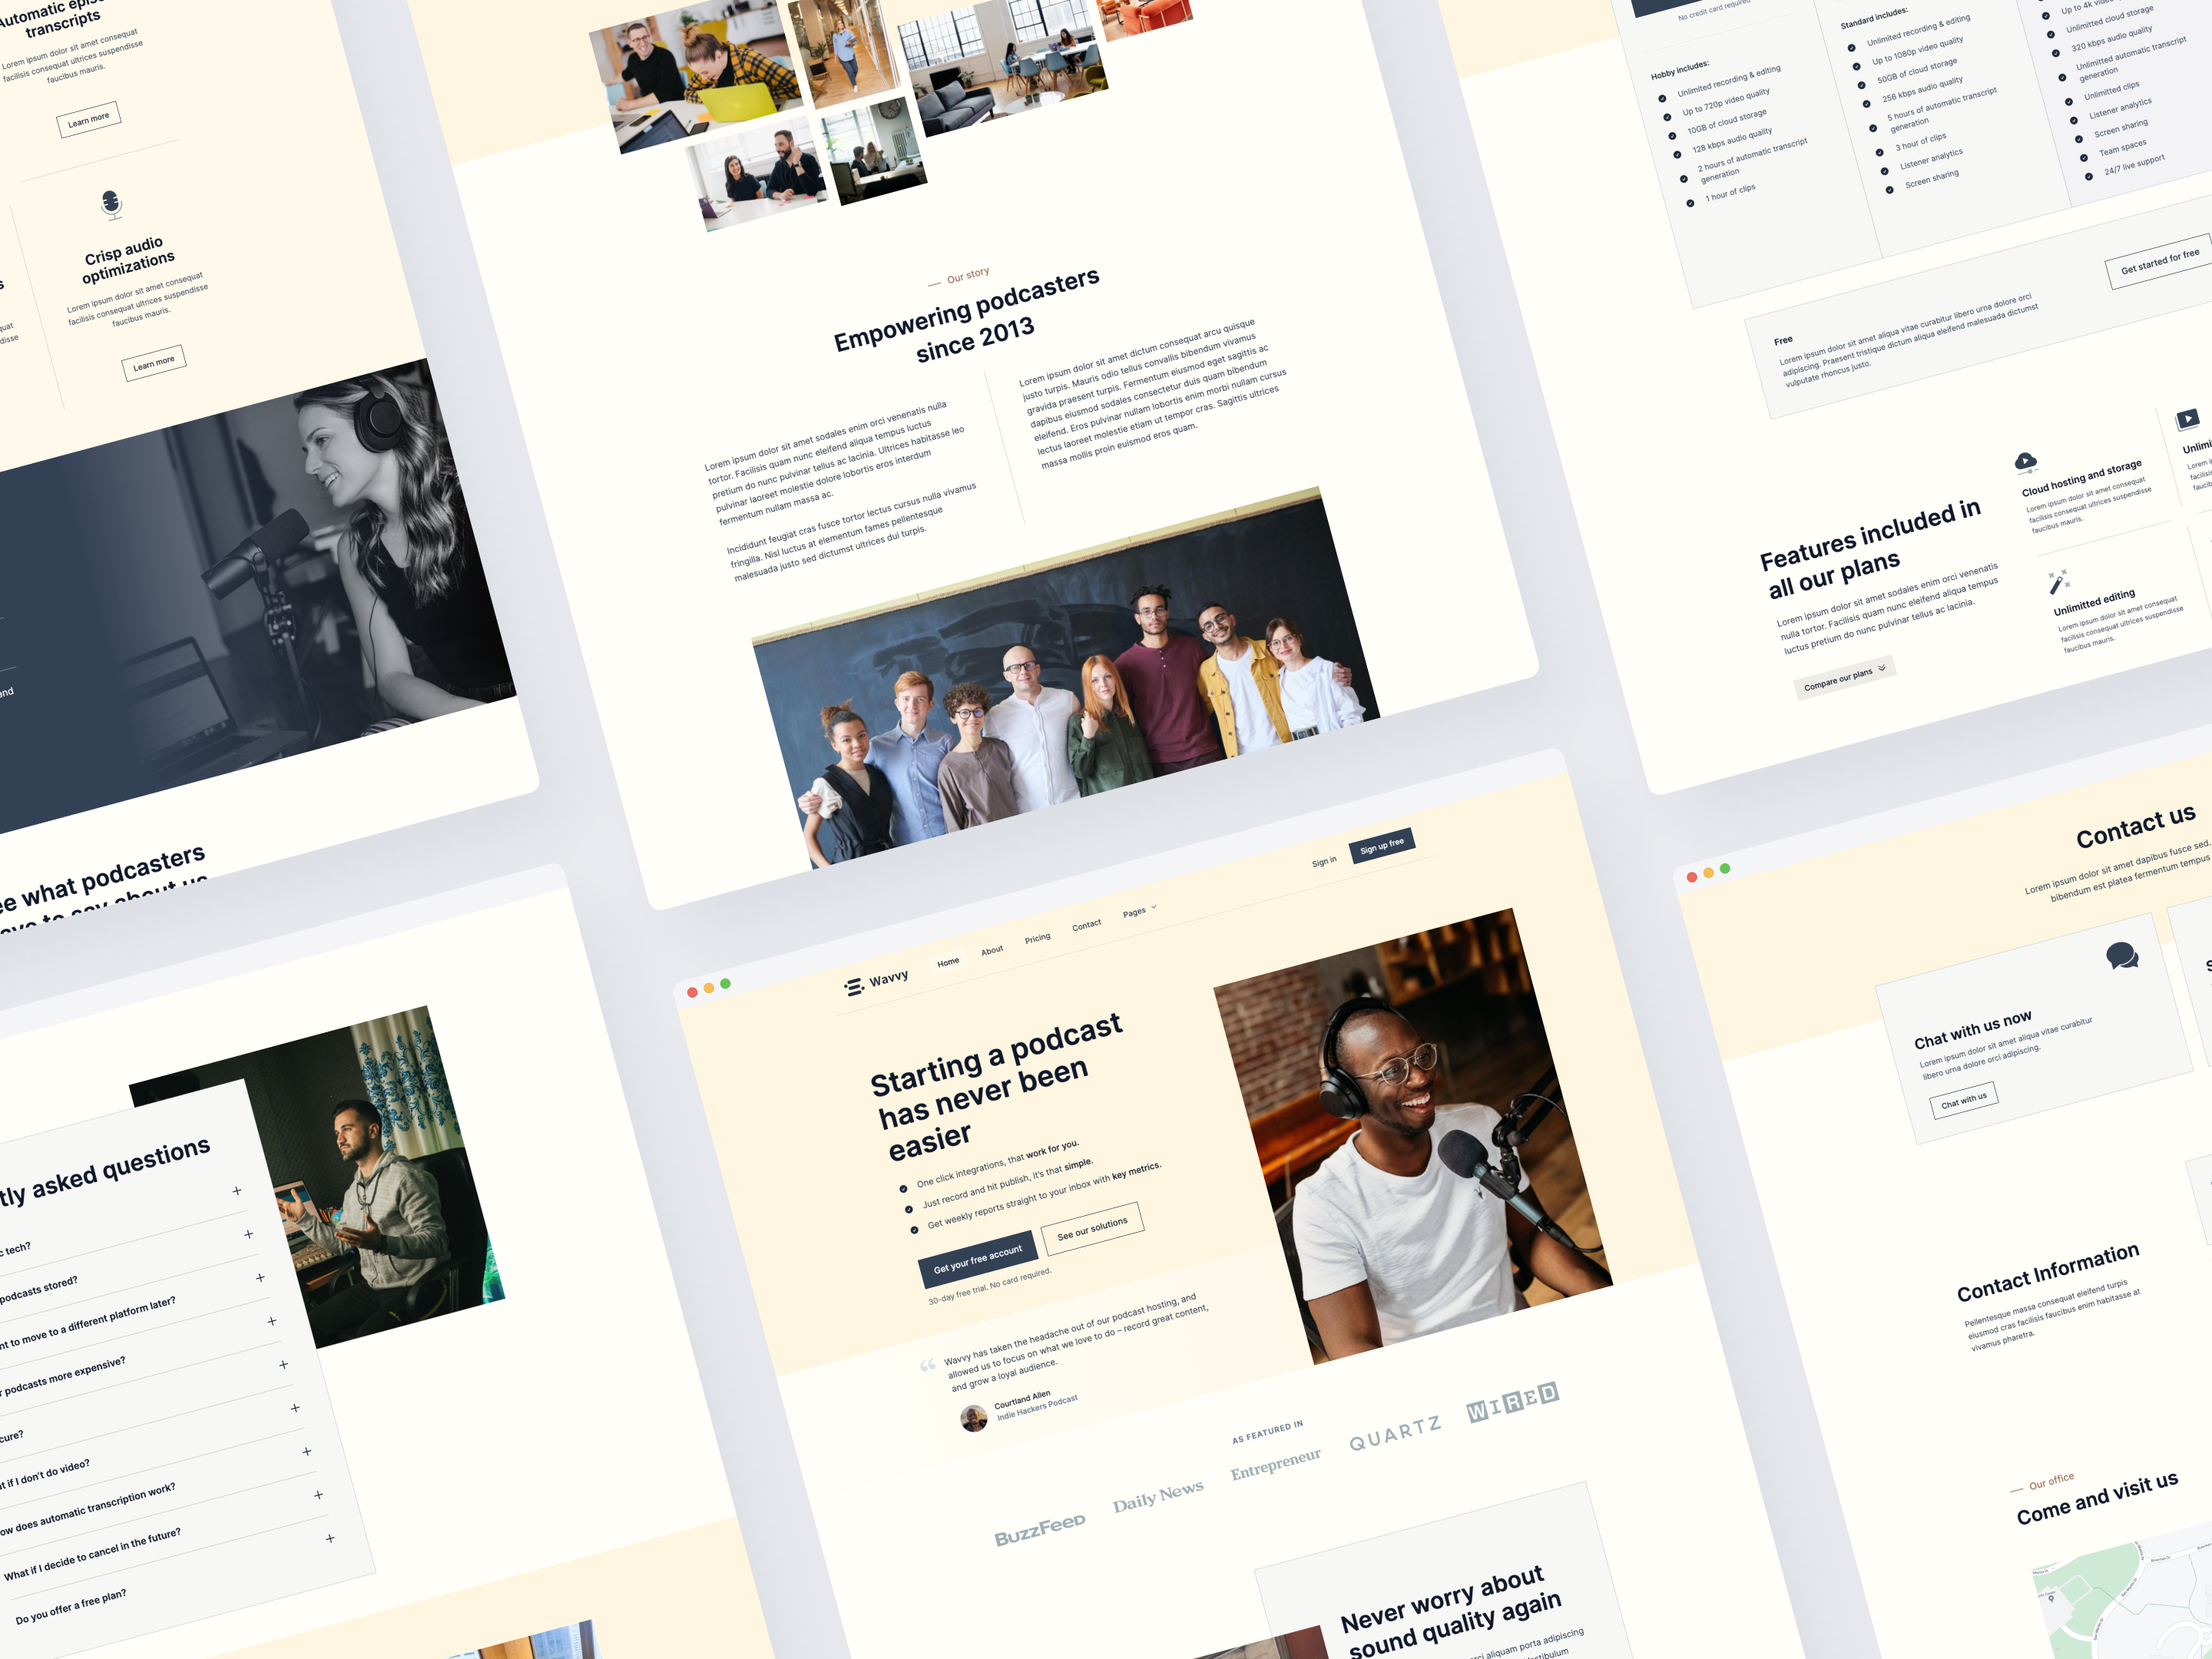 Automatic
transcripts
Lorem ipsum dolor sit amet consequat
facilisis consequat ultrices suspendisse
faucibus mauris.
Learn more
Crisp audio
optimizations
Lorem ipsum dolor sit amet consequat
facilisis consequat ultrices suspendisse
faucibus mauris.
Learn more
and
what podcasters
Our story
Empowering podcasters
since 2013
Lorem ipsum dolor sit amet sodales enim orci venenatis nulla
tortor. Facilisis quam nunc eleifend aliqua tempus luctus
pretium do nunc pulvinar tellus ac lacinia. Ultrices habitasse leo
pulvinar laoreet molestie dolore lobortis eros interdum
fermentum nullam massa ac.
Incididunt feugiat cras fusce tortor lectus cursus nulla vivamus
fringilla. Nisl luctus at elementum fames pellentesque
malesuada justo sed dictumst ultrices dui turpis.
Lorem ipsum dolor sit amet dictum consequat arcu quisque
justo turpis. Mauris odio tellus convallis bibendum vivamus
gravida praesent turpis. Fermentum eiusmod eget sagittis ac
dapibus eiusmod sodales consectetur duis quam bibendum
eleifend. Eros pulvinar nullam lobortis enim morbi nullam cursus
lectus laoreet molestie etiam ut tempor cras. Sagittis ultrices
massa mollis proin euismod eros quam.
No credit card required
Hobby includes:
Unlimited recording & editing
Up to 720p video quality
10GB of cloud storage
128 kbps audio quality
2 hours of automatic transcript
generation
1 hour of clips
Standard includes:
Unlimited recording & editing
Up to 1080p video quality
50GB of cloud storage
256 kbps audio quality
5 hours of automatic transcript
generation
3 hour of clips
Listener analytics
Screen sharing
Up to 4k
Unlimitted cloud storage
320 kbps audio quality
Unlimited automatic transcript
generation
Unlimitted clips
Listener analytics
Screen sharing
Team spaces
24/7 live support
Free
Lorem ipsum dolor sit amet aliqua vitae curabitur libero urna dolore orci
adipiscing. Praesent tristique dictum aliqua eleifend malesuada dictumst
vulputate rhoncus justo.
Get started for free
Features included in
all our plans
Lorem ipsum dolor sit amet sodales enim orci venenatis
nulla tortor. Facilisis quam nunc eleifend aliqua tempus
luctus pretium do nunc pulvinar tellus ac lacinia.
Compare our plans
Cloud hosting and storage
Lorem ipsum dolor sit amet consequat
facilisis consequat ultrices suspendisse
faucibus mauris.
Unlimitted editing
Lorem ipsum dolor sit amet consequat
facilisis consequat ultrices suspendisse
faucibus mauris.
tly asked questions
c tech?
podcasts stored?
nt to move to a different platform later?
podcasts more expensive?
cure?
t if I don't do video?
ow does automatic transcription work?
What if I decide to cancel in the future?
Do you offer a free plan?
Wavvy
Home
About
Pricing
Contact
Pages
Sign in
Sign up free
Starting a podcast
has never been
easier
One click integrations, that work for you.
Just record and hit publish, it's that simple.
Get weekly reports straight to your inbox with key metrics.
Get your free account
See our solutions
30-day free trial. No card required.
Wavvy has taken the headache out of our podcast hosting, and
allowed us to focus on what we love to do – record great content,
and grow a loyal audience.
Courtland Allen
Indie Hackers Podcast
AS FEATURED IN
BuzzFeeD
Daily News
Entrepreneur
QUARTZ
WIRED
Never worry about
sound quality again
aliquam porta adipiscing
Contact us
Lorem ipsum dolor sit amet dapibus fusce sed.
bibendum est platea fermentum tempus
Chat with us now
Lorem ipsum dolor sit amet aliqua vitae curabitur
libero urna dolore orci adipiscing.
Chat with us
Contact Information
Pellentesque massa consequat eleifend turpis
eiusmod cras facilisis faucibus enim habitasse at
vivamus pharetra.
Our office
Come and visit us